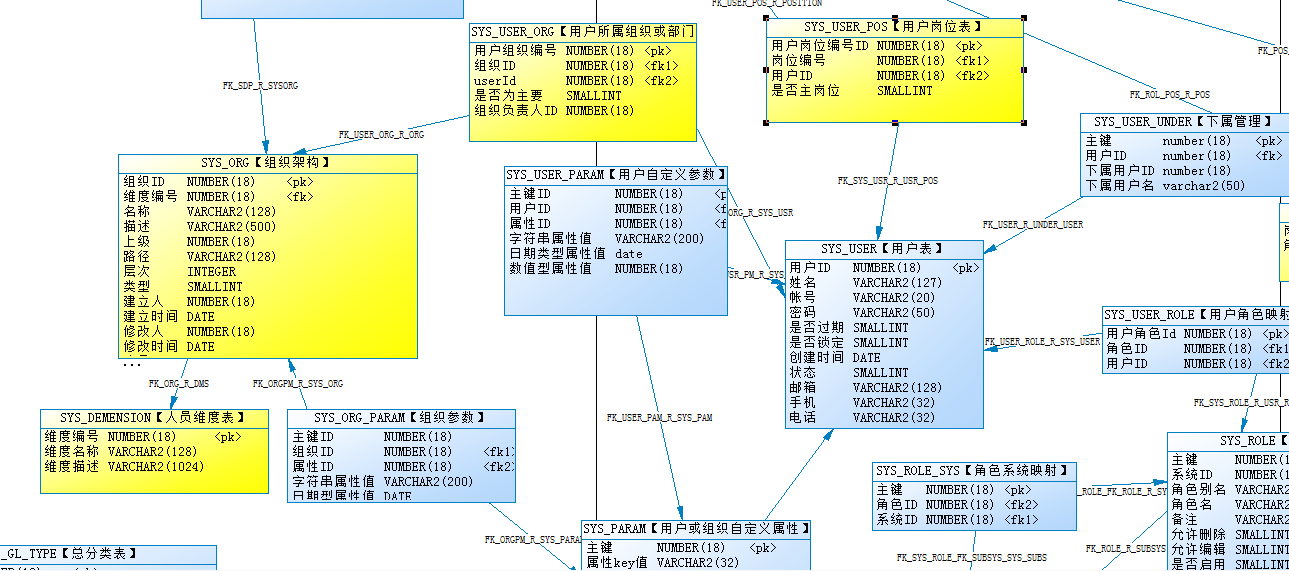 FK_USER_POS_R_POSITION
SYS_USER_ORG【用户所属组织或部门
用户组织编号 NUMBER(18) <pk>
组织ID NUMBER(18) <fk1>
userId NUMBER(18) <fk2>
是否为主要 SMALLINT
组织负责人ID NUMBER(18)
SYS_USER_POS【用户岗位表】
用户岗位编号ID NUMBER(18) <pk>
岗位编号 NUMBER(18) <fk1>
用户ID NUMBER(18) <fk2>
是否主岗位 SMALLINT
FK_POS_
FK_SDP_R_SYSORG
FK_ROL_POS_R_POS
FK_USER_ORG_R_ORG
SYS_USER_UNDER【下属管理】
主键 number(18) <pk>
用户ID number(18) <fk>
下属用户ID number(18)
下属用户名 varchar2(50)
SYS_ORG【组织架构】
组织ID NUMBER(18) <pk>
维度编号 NUMBER(18) <fk>
名称 VARCHAR2(128)
描述 VARCHAR2(500)
上级 NUMBER(18)
路径 VARCHAR2(128)
层次 INTEGER
类型 SMALLINT
建立人 NUMBER(18)
建立时间 DATE
修改人 NUMBER(18)
修改时间 DATE
...
SYS_USER_PARAM【用户自定义参数】
主键ID NUMBER(18) <p
用户ID NUMBER(18) <f
属性ID NUMBER(18) <f
字符串属性值 VARCHAR2(200)
日期类型属性值 date
数值型属性值 NUMBER(18)
FK_SYS_USR_R_USR_POS
ORG_R_SYS_USR
FK_USER_R_UNDER_USER
SR_PM_R_SYS
SYS_USER【用户表】
用户ID NUMBER(18) <pk>
姓名 VARCHAR2(127)
帐号 VARCHAR2(20)
密码 VARCHAR2(50)
是否过期 SMALLINT
是否锁定 SMALLINT
创建时间 DATE
状态 SMALLINT
邮箱 VARCHAR2(128)
手机 VARCHAR2(32)
电话 VARCHAR2(32)
SYS_USER_ROLE【用户角色映射
用户角色Id NUMBER(18) <pk
角色ID NUMBER(18) <fk1
用户ID NUMBER(18) <fk2
FK_USER_ROLE_R_SYS_USER
FK_ORG_R_DMS
FK_ORGPM_R_SYS_ORG
FK_SYS_ROLE_R_USR_R
FK_USER_PAM_R_SYS_PAM
SYS_DEMENSION【人员维度表】
维度编号 NUMBER(18) <pk>
维度名称 VARCHAR2(128)
维度描述 VARCHAR2(1024)
SYS_ORG_PARAM【组织参数】
主键ID NUMBER(18)
组织ID NUMBER(18) <fk1
属性ID NUMBER(18) <fk2
字符串属性值 VARCHAR2(200)
日期型属性值 DATE
SYS_ROLE【
主键 NUMBER(1
系统ID NUMBER(1
角色别名 VARCHAR2
角色名 VARCHAR2
备注 VARCHAR2
允许删除 SMALLINT
允许编辑 SMALLINT
是否启用 SMALLINT
SYS_ROLE_SYS【角色系统映射】
主键 NUMBER(18) <pk>
角色ID NUMBER(18) <fk2>
系统ID NUMBER(18) <fk1>
_ROLE_FK_ROLE_R_SY
FK_ORGPM_R_SYS_PARA
SYS_PARAM【用户或组织自定义属性】
主键 NUMBER(18) <pk>
属性key值 VARCHAR2(32)
FK_SYS_ROLE_FK_SUBSYS_SYS_SUBS
FK_ROLE_R_SUBSYS
_GL_TYPE【总分类表】